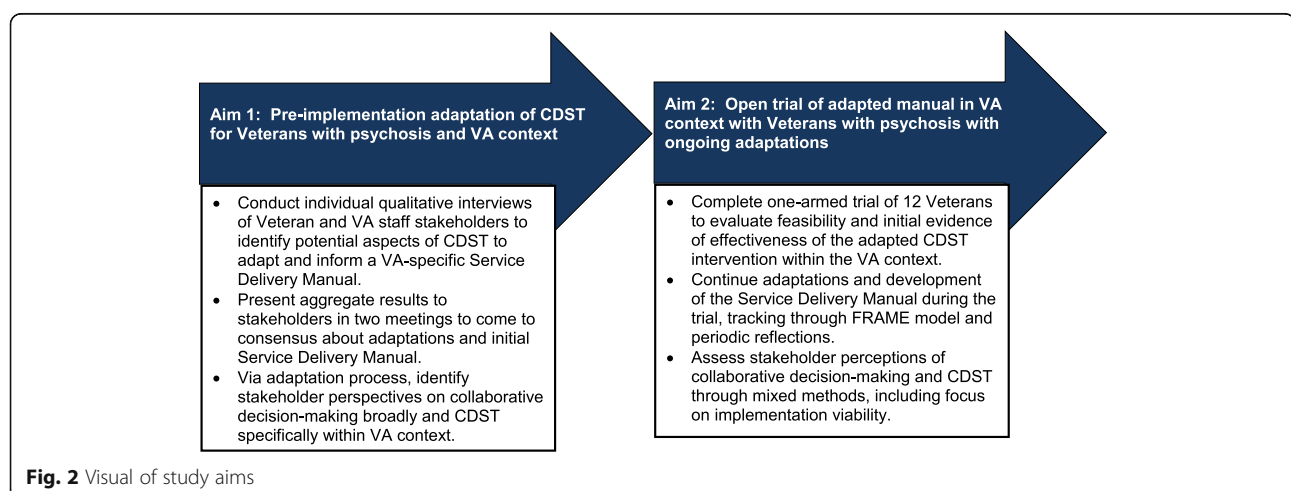 Aim 1: Pre-implementation adaptation of CDST
for Veterans with psychosis and VA context
• Conduct individual qualitative interviews
of Veteran and VA staff stakeholders to
identify potential aspects of CDST to
adapt and inform a VA-specific Service
Delivery Manual.
• Present aggregate results to
stakeholders in two meetings to come to
consensus about adaptations and initial
Service Delivery Manual.
• Via adaptation process, identify
stakeholder perspectives on collaborative
decision-making broadly and CDST
specifically within VA context.
Aim 2: Open trial of adapted manual in VA
context with Veterans with psychosis with
ongoing adaptations
• Complete one-armed trial of 12 Veterans
to evaluate feasibility and initial evidence
of effectiveness of the adapted CDST
intervention within the VA context.
• Continue adaptations and development
of the Service Delivery Manual during the
trial, tracking through FRAME model and
periodic reflections.
• Assess stakeholder perceptions of
collaborative decision-making and CDST
through mixed methods, including focus
on implementation viability.
Fig. 2 Visual of study aims